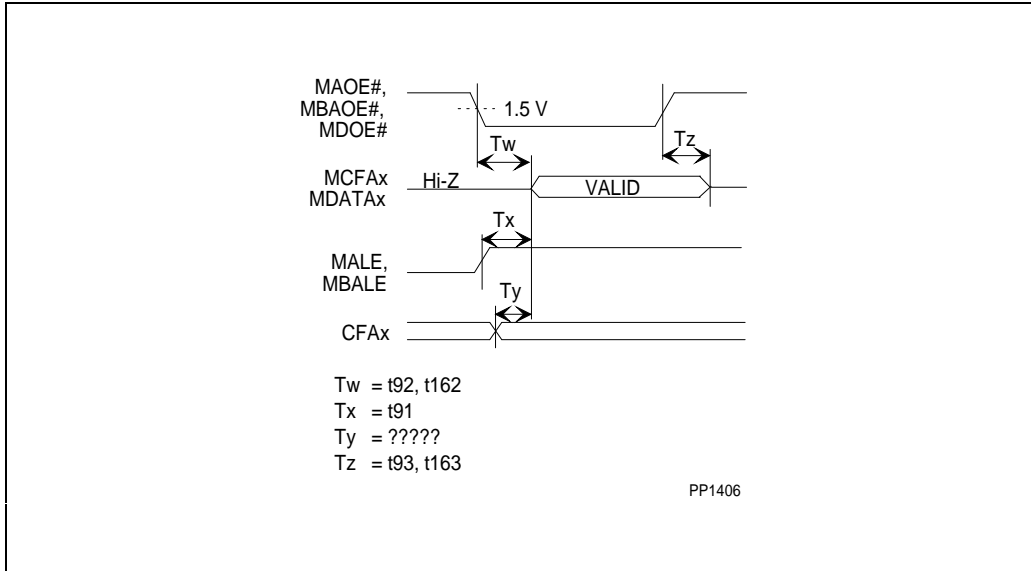 MAOE#,
MBAOE#,
MDOE#
1.5 V
Tw
Tz
MCFAx
MDATAx
Hi-Z
VALID
Tx
MALE,
MBALE
Ty
CFAx
Tw = t92, t162
Tx = t91
Ty = ?????
Tz = t93, t163
PP1406